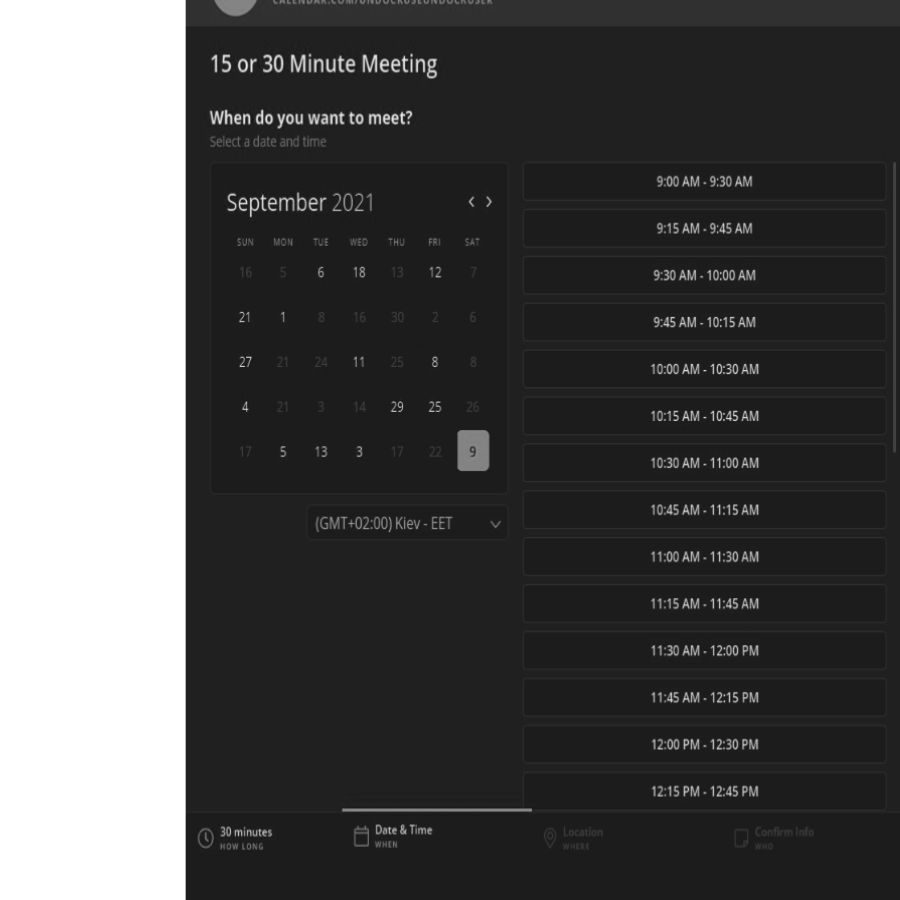 15 or 30 Minute Meeting
When do you want to meet?
Select a date and time
September 2021
SUN MON TUE WED THU FRI SAT
16 5 6 18 13 12 7
21 1 8 16 30 2 6
27 21 24 11 25 8 8
4 21 3 14 29 25 26
17 5 13 3 17 22 9
(GMT+02:00) Kiev - EET
9:00 AM - 9:30 AM
9:15 AM - 9:45 AM
9:30 AM - 10:00 AM
9:45 AM - 10:15 AM
10:00 AM - 10:30 AM
10:15 AM - 10:45 AM
10:30 AM - 11:00 AM
10:45 AM - 11:15 AM
11:00 AM - 11:30 AM
11:15 AM - 11:45 AM
11:30 AM - 12:00 PM
11:45 AM - 12:15 PM
12:00 PM - 12:30 PM
12:15 PM - 12:45 PM
30 minutes
HOW LONG
Date & Time
WHEN
Location
WHERE
Confirm Info
WHO